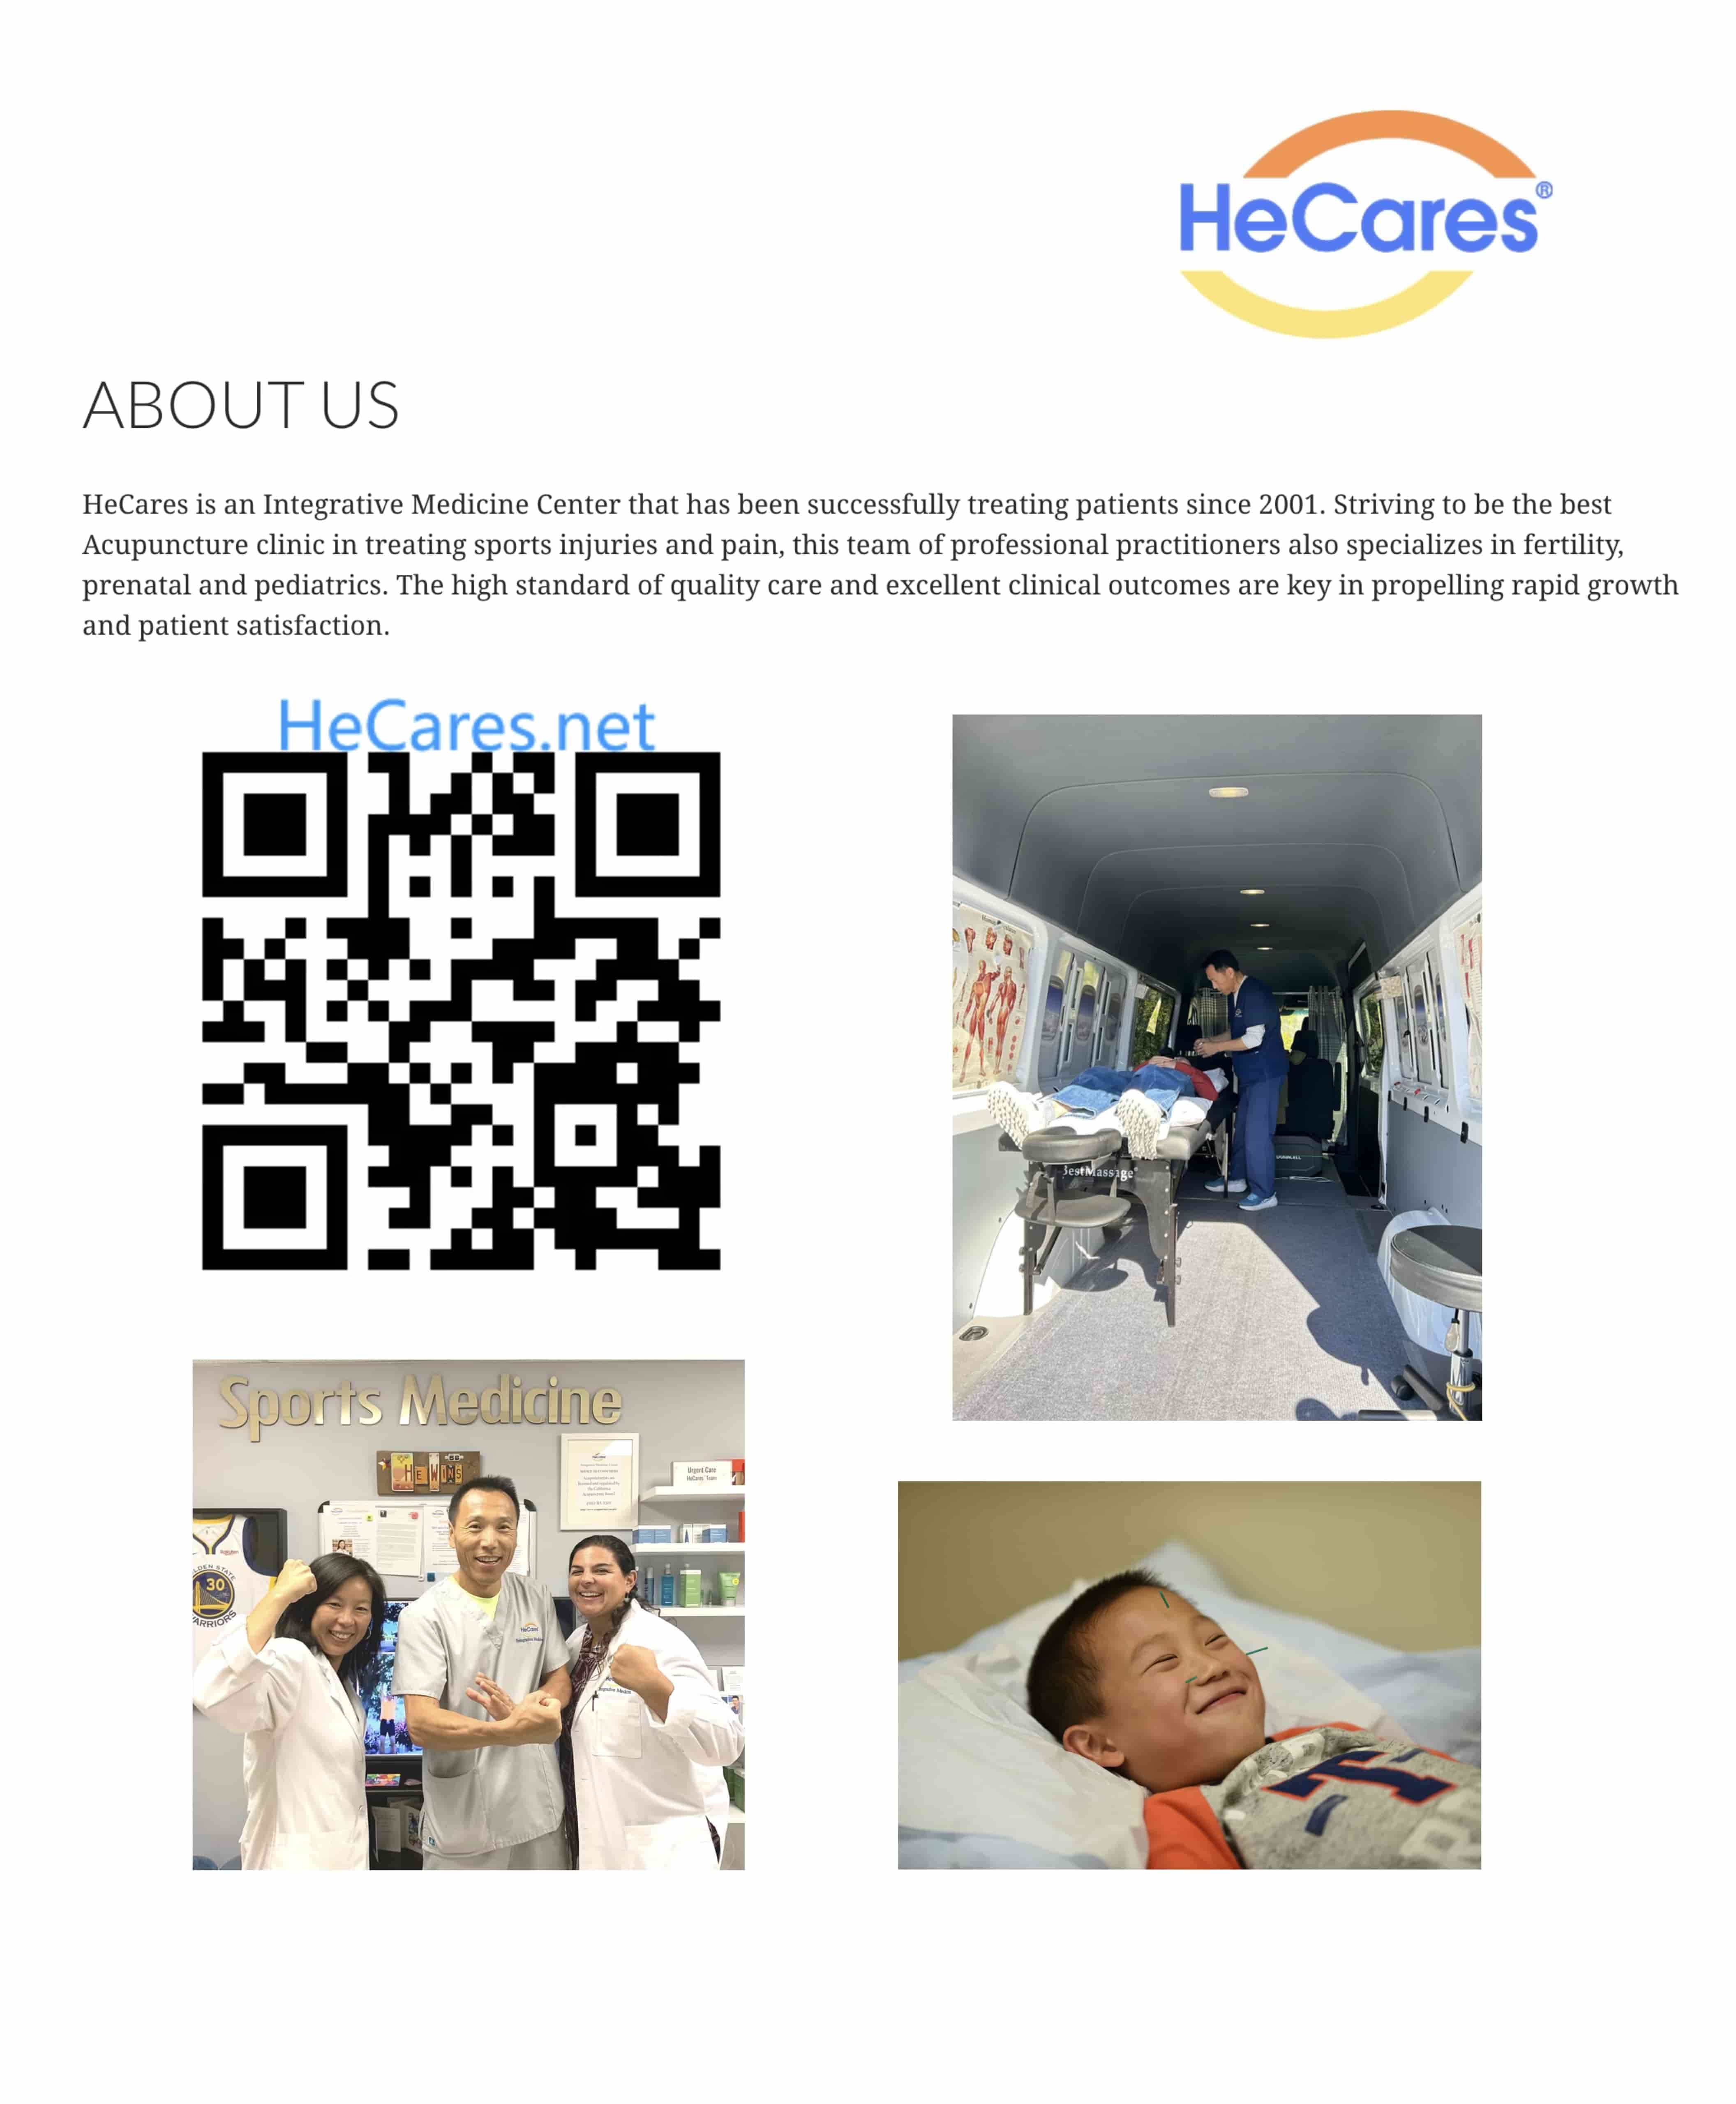 HeCares®
ABOUT US
HeCares is an Integrative Medicine Center that has been successfully treating patients since 2001. Striving to be the best
Acupuncture clinic in treating sports injuries and pain, this team of professional practitioners also specializes in fertility,
prenatal and pediatrics. The high standard of quality care and excellent clinical outcomes are key in propelling rapid growth
and patient satisfaction.
HeCares.net
BestMassage
Sports Medicine
HE WINS
Urgent Care
HeCares Team
30
HeCares